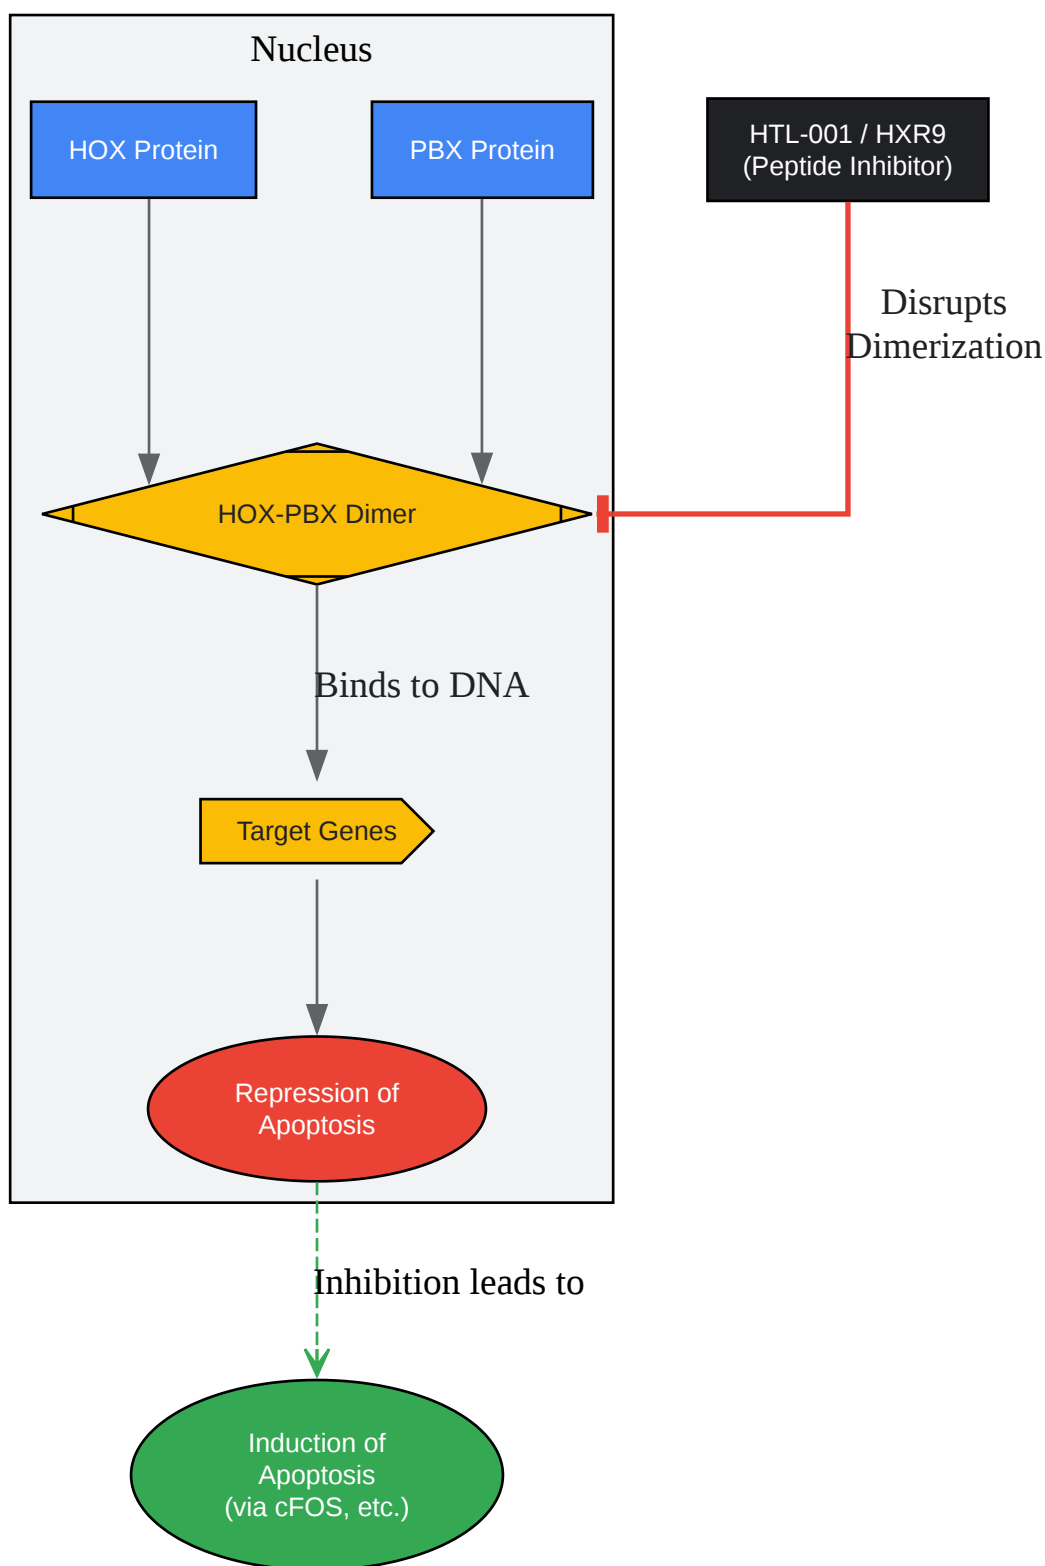 Nucleus
HOX Protein
PBX Protein
HTL-001 / HXR9
(Peptide Inhibitor)
Disrupts
Dimerization
HOX-PBX Dimer
Binds to DNA
Target Genes
Repression of
Apoptosis
Inhibition leads to
Induction of
Apoptosis
(via cFOS, etc.)